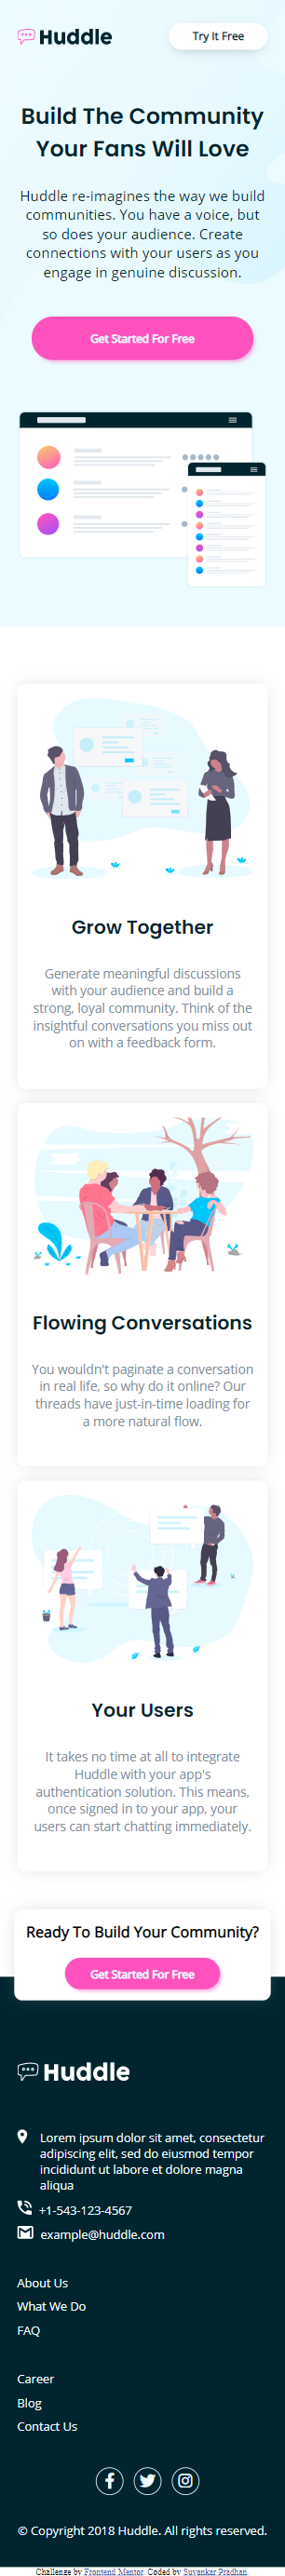 Huddle
Try It Free
Build The Community
Your Fans Will Love
Huddle re-imagines the way we build
communities. You have a voice, but
so does your audience. Create
connections with your users as you
engage in genuine discussion.
Get Started For Free
Grow Together
Generate meaningful discussions
with your audience and build a
strong, loyal community. Think of the
insightful conversations you miss out
on with a feedback form.
Flowing Conversations
You wouldn't paginate a conversation
in real life, so why do it online? Our
threads have just-in-time loading for
a more natural flow.
Your Users
It takes no time at all to integrate
Huddle with your app's
authentication solution. This means,
once signed in to your app, your
users can start chatting immediately.
Ready To Build Your Community?
Get Started For Free
Huddle
Lorem ipsum dolor sit amet, consectetur
adipiscing elit, sed do eiusmod tempor
incididunt ut labore et dolore magna
aliqua
+1-543-123-4567
example@huddle.com
About Us
What We Do
FAQ
Career
Blog
Contact Us
© Copyright 2018 Huddle. All rights reserved.
Challenge by Frontend Mentor. Coded by Suvankar Pradhan.